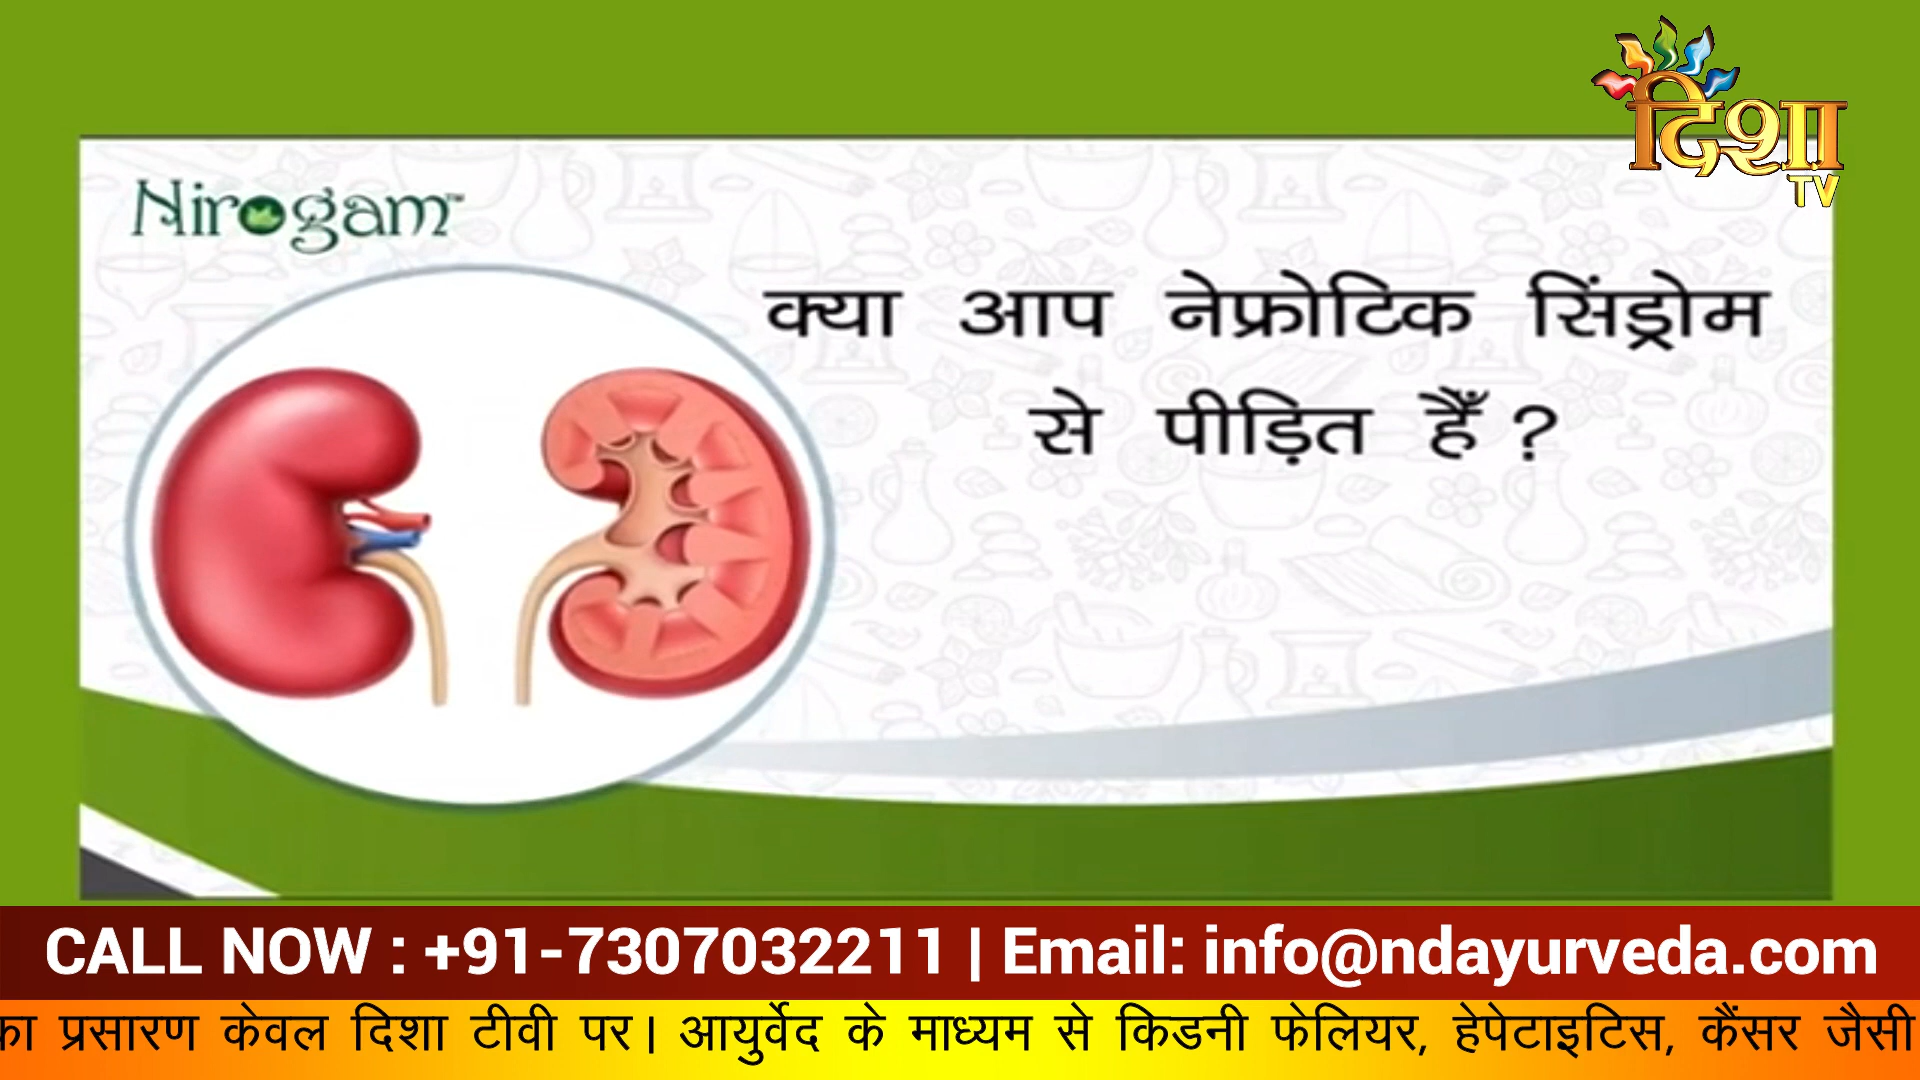 दिशा
TV
Nirogam™
क्या आप नेफ्रोटिक सिंड्रोम
से पीड़ित हैँ ?
CALL NOW : +91-7307032211 | Email: info@ndayurveda.com
का प्रसारण केवल दिशा टीवी पर। आयुर्वेद के माध्यम से किडनी फेलियर, हेपेटाइटिस, कैंसर जैसी